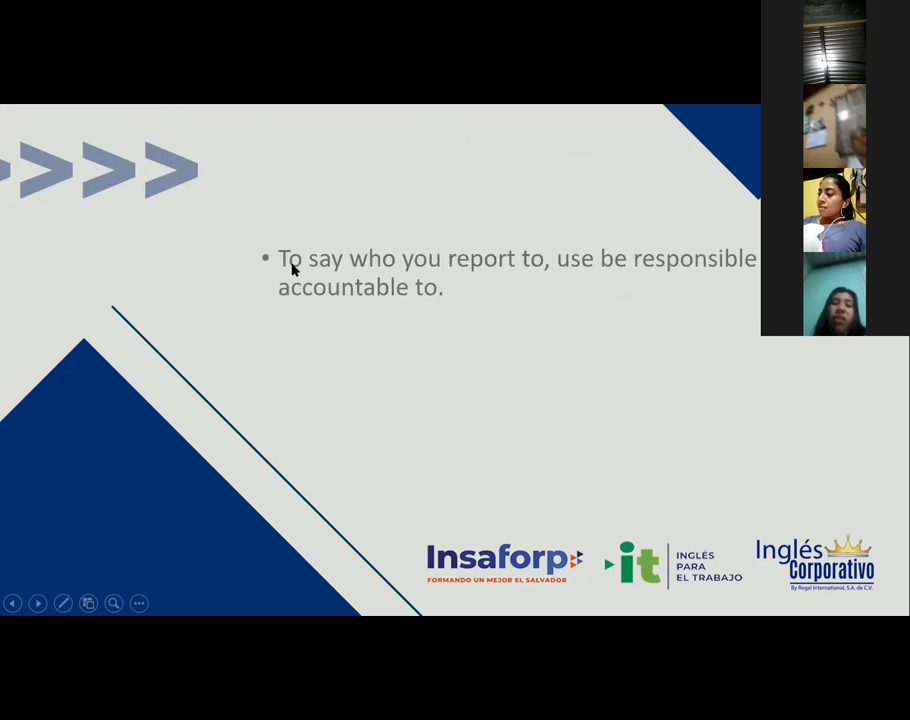 >>>>
• To say who you report to, use be responsible
accountable to.
Insaforp
FORMANDO UN MEJOR EL SALVADOR
it
INGLÉS
PARA
EL TRABAJO
Inglés
Corporativo
By Regal International, S.A. de C.V.